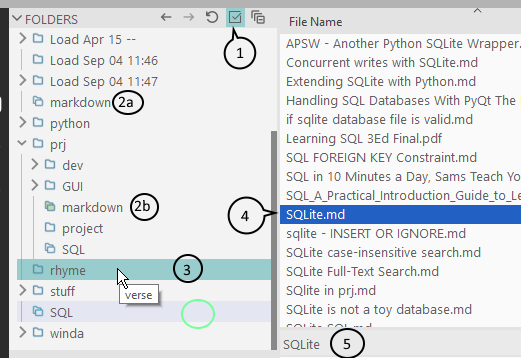 FOLDERS
Load Apr 15 --
Load Sep 04 11:46
Load Sep 04 11:47
markdown 2a
python
prj
dev
GUI
markdown 2b
project
SQL
rhyme 3
verse
stuff
SQL
winda
1
File Name
APSW - Another Python SQLite Wrapper.
Concurrent writes with SQLite.md
Extending SQLite with Python.md
Handling SQL Databases With PyQt The
if sqlite database file is valid.md
Learning SQL 3Ed Final.pdf
SQL FOREIGN KEY Constraint.md
SQL in 10 Minutes a Day, Sams Teach Yo
SQL_A_Practical_Introduction_Guide_to_Le
4 SQLite.md
sqlite - INSERT OR IGNORE.md
SQLite case-insensitive search.md
SQLite Full-Text Search.md
SQLite in prj.md
SQLite is not a toy database.md
SQLite 5